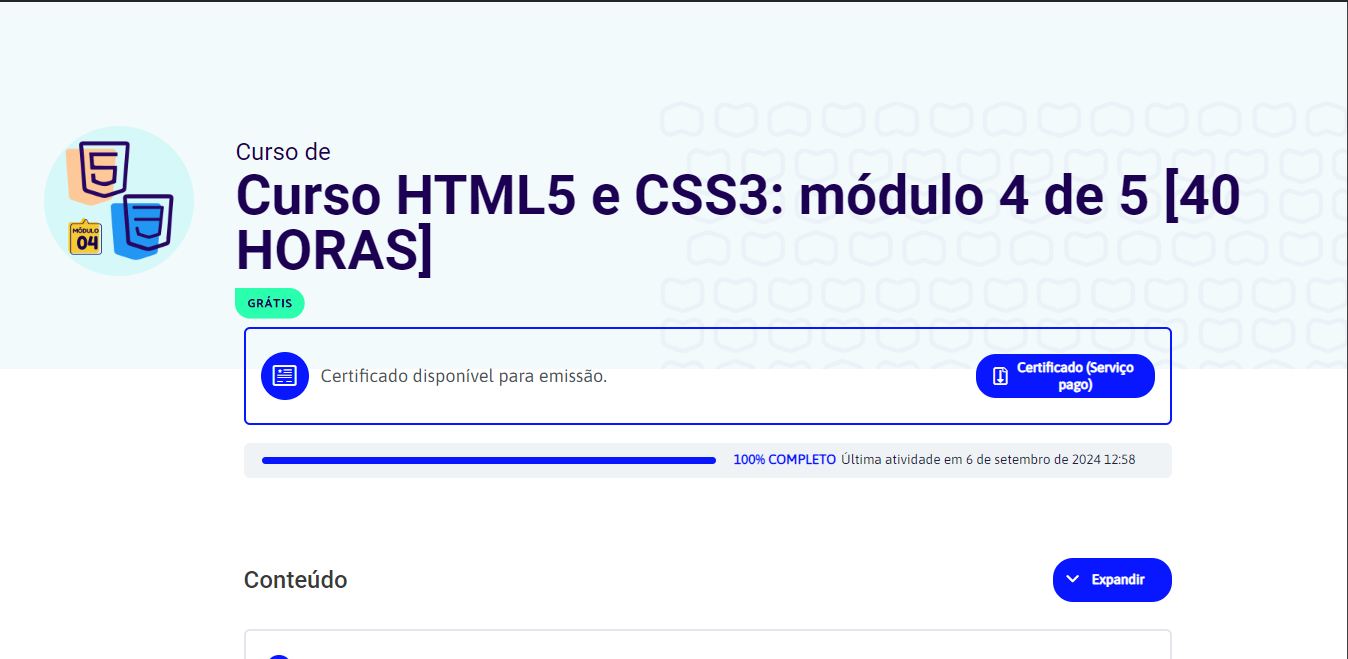 Curso de
Curso HTML5 e CSS3: módulo 4 de 5 [40
HORAS]
MÓDULO
04
GRÁTIS
Certificado disponível para emissão.
Certificado (Serviço
pago)
100% COMPLETO Última atividade em 6 de setembro de 2024 12:58
Conteúdo
Expandir